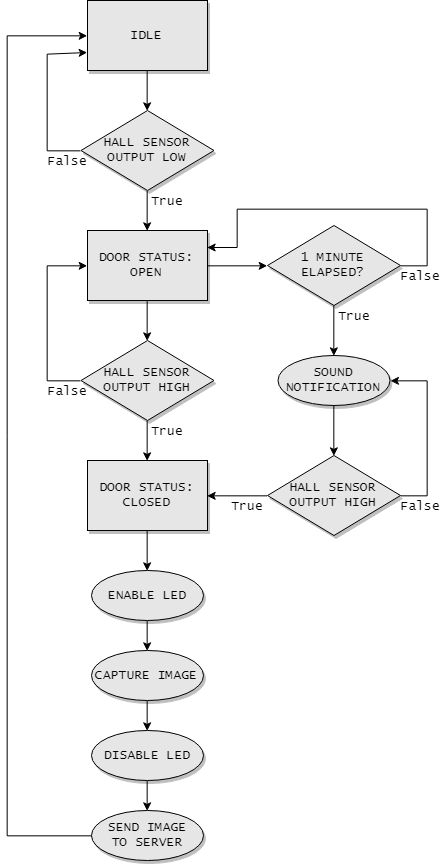 IDLE
HALL SENSOR
OUTPUT LOW
False
True
DOOR STATUS:
OPEN
1 MINUTE
ELAPSED?
False
True
HALL SENSOR
OUTPUT HIGH
False
True
SOUND
NOTIFICATION
DOOR STATUS:
CLOSED
HALL SENSOR
OUTPUT HIGH
True
False
ENABLE LED
CAPTURE IMAGE
DISABLE LED
SEND IMAGE
TO SERVER